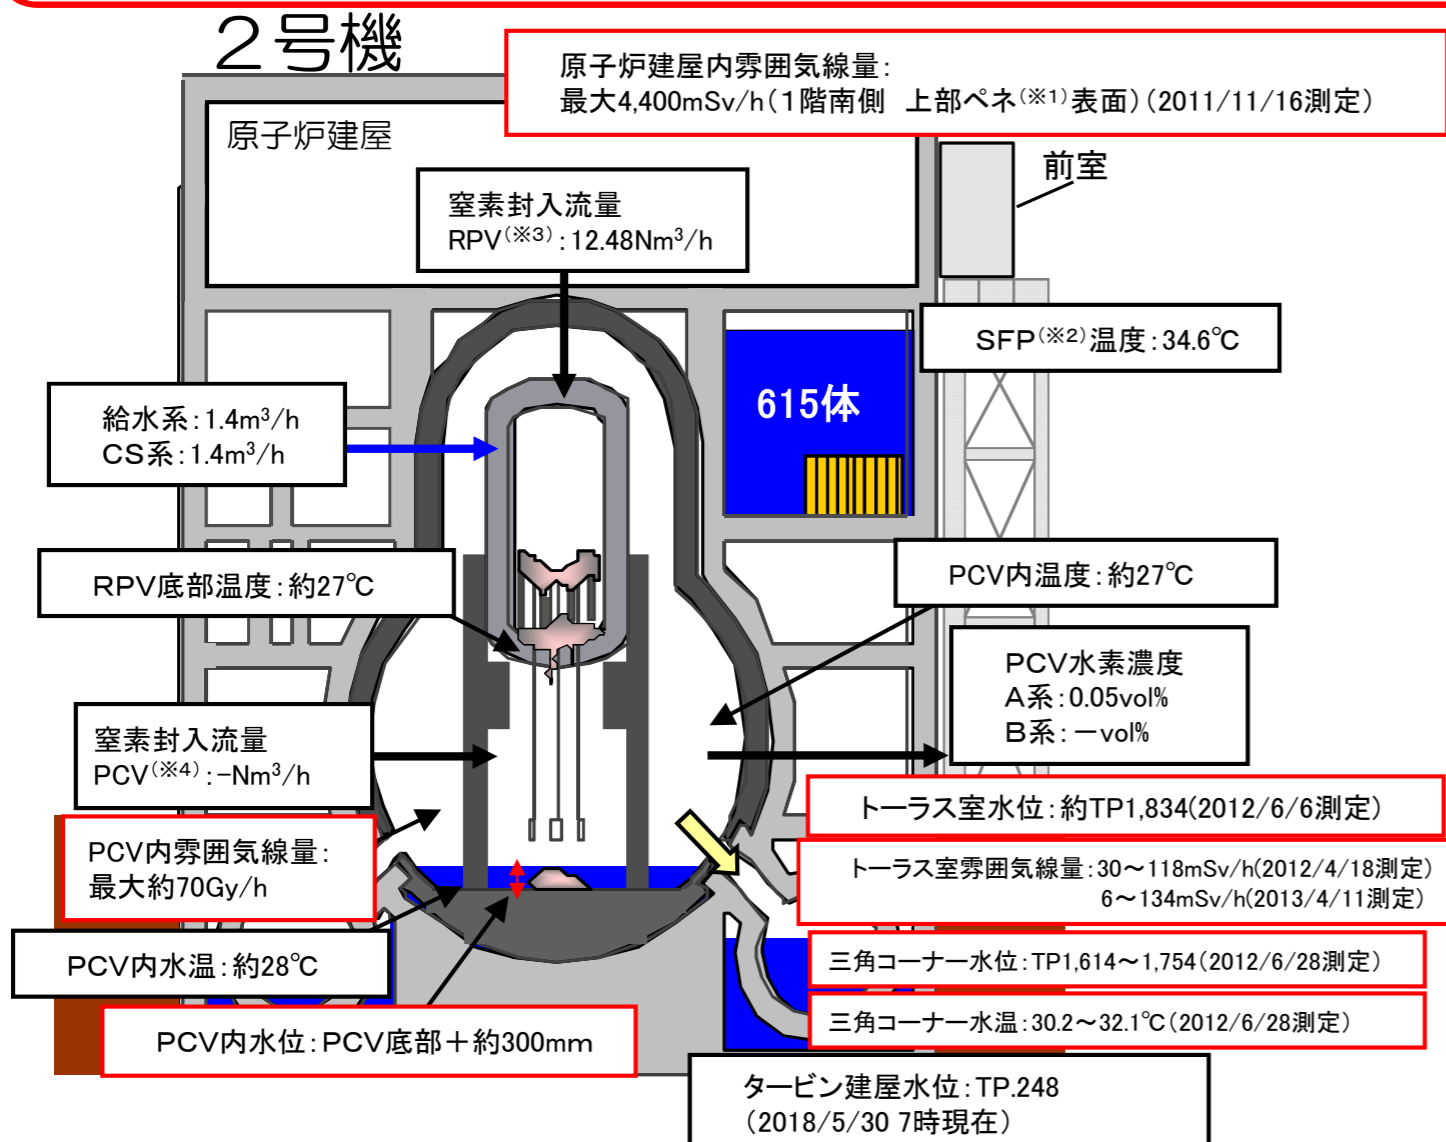 ２号機
原子炉建屋内雰囲気線量：
最大4,400mSv/h（１階南側　上部ペネ(※1)表面）（2011/11/16測定）
原子炉建屋
前室
窒素封入流量
RPV(※3)：12.48Nm³/h
SFP(※2)温度：34.6℃
615体
給水系：1.4m³/h
CS系：1.4m³/h
RPV底部温度：約27℃
PCV内温度：約27℃
PCV水素濃度
A系：0.05vol%
B系：－vol%
窒素封入流量
PCV(※4)：-Nm³/h
トーラス室水位：約TP1,834(2012/6/6測定)
PCV内雰囲気線量：
最大約70Gy/h
トーラス室雰囲気線量：30～118mSv/h(2012/4/18測定)
6～134mSv/h(2013/4/11測定)
PCV内水温：約28℃
三角コーナー水位：TP1,614～1,754（2012/6/28測定）
三角コーナー水温：30.2～32.1℃（2012/6/28測定）
PCV内水位：PCV底部＋約300mm
タービン建屋水位：TP.248
（2018/5/30 7時現在）